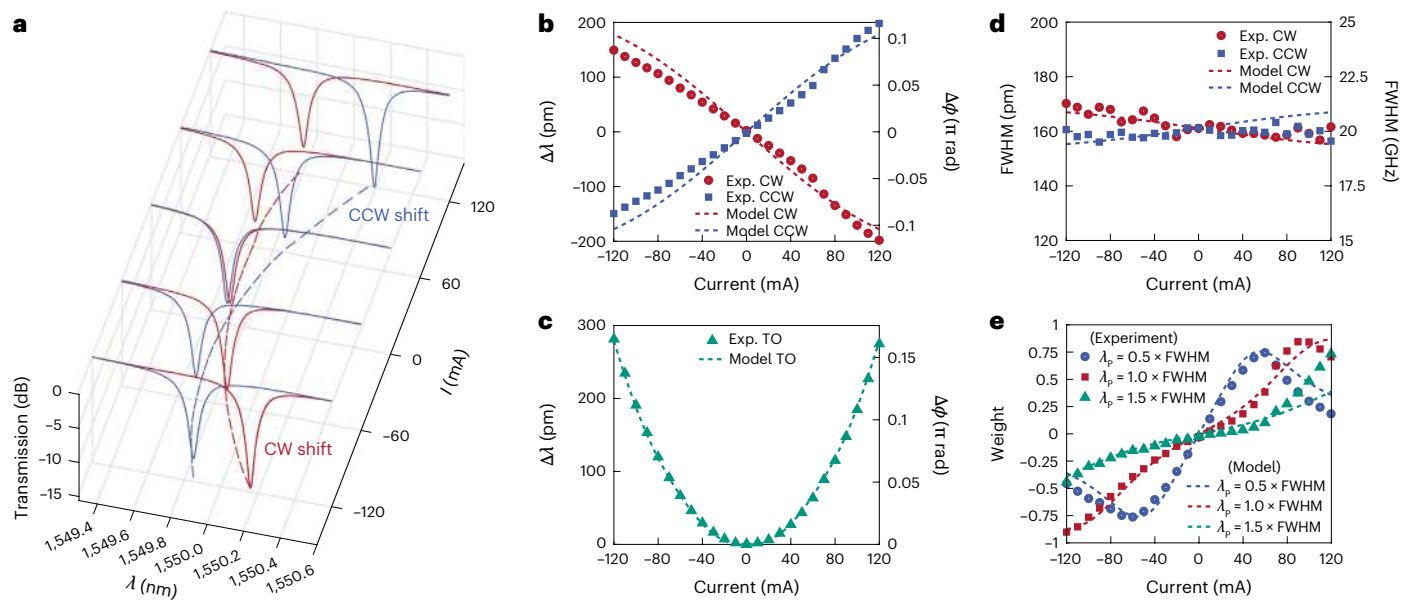 a
CCW shift
CW shift
Transmission (dB)
0
−5
−10
−15
1,549.4
1,549.6
1,549.8
1,550.0
1,550.2
1,550.4
1,550.6
λ (nm)
120
60
0
−60
−120
I (mA)
b
200
100
0
−100
−200
Δλ (pm)
0.1
0.05
0
−0.05
−0.1
Δϕ (π rad)
Exp. CW
Exp. CCW
Model CW
Model CCW
−120
−80
−40
0
40
80
120
Current (mA)
c
300
200
100
0
Δλ (pm)
0.15
0.1
0.05
0
Δϕ (π rad)
Exp. TO
Model TO
−120
−80
−40
0
40
80
120
Current (mA)
d
200
180
160
140
120
FWHM (pm)
25
22.5
20
17.5
15
FWHM (GHz)
Exp. CW
Exp. CCW
Model CW
Model CCW
−120
−80
−40
0
40
80
120
Current (mA)
e
1
0.75
0.5
0.25
0
−0.25
−0.5
−0.75
−1
Weight
(Experiment)
λP = 0.5 × FWHM
λP = 1.0 × FWHM
λP = 1.5 × FWHM
(Model)
λP = 0.5 × FWHM
λP = 1.0 × FWHM
λP = 1.5 × FWHM
−120
−80
−40
0
40
80
120
Current (mA)